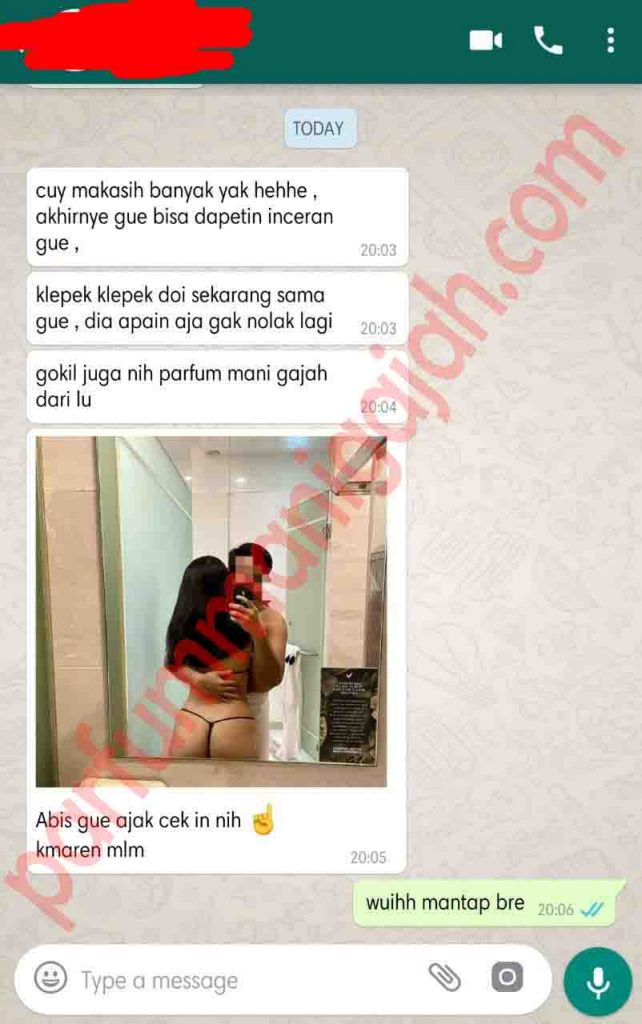 TODAY
cuy makasih banyak yak hehhe ,
akhirnye gue bisa dapetin inceran
gue ,
20:03
klepek klepek doi sekarang sama
gue , dia apain aja gak nolak lagi
20:03
gokil juga nih parfum mani gajah
dari lu
20:04
Abis gue ajak cek in nih ☝
kmaren mlm
20:05
wuihh mantap bre 20:06
Type a message
parfummmanigajah.com